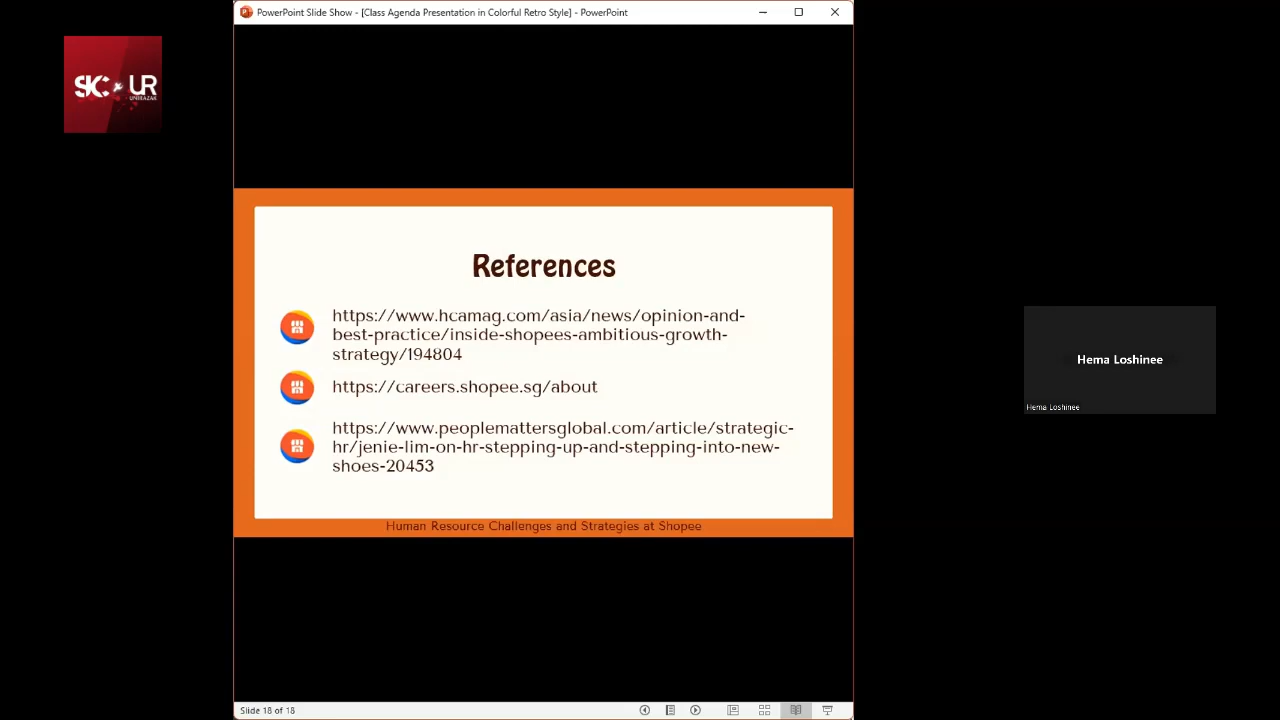 PowerPoint Slide Show - [Class Agenda Presentation in Colorful Retro Style] - PowerPoint
SIC UR
UNIRAZAK
References
https://www.hcamag.com/asia/news/opinion-and-
best-practice/inside-shopees-ambitious-growth-
strategy/194804
https://careers.shopee.sg/about
https://www.peoplemattersglobal.com/article/strategic-
hr/jenie-lim-on-hr-stepping-up-and-stepping-into-new-
shoes-20453
Human Resource Challenges and Strategies at Shopee
Hema Loshinee
Hema Loshinee
Slide 18 of 18